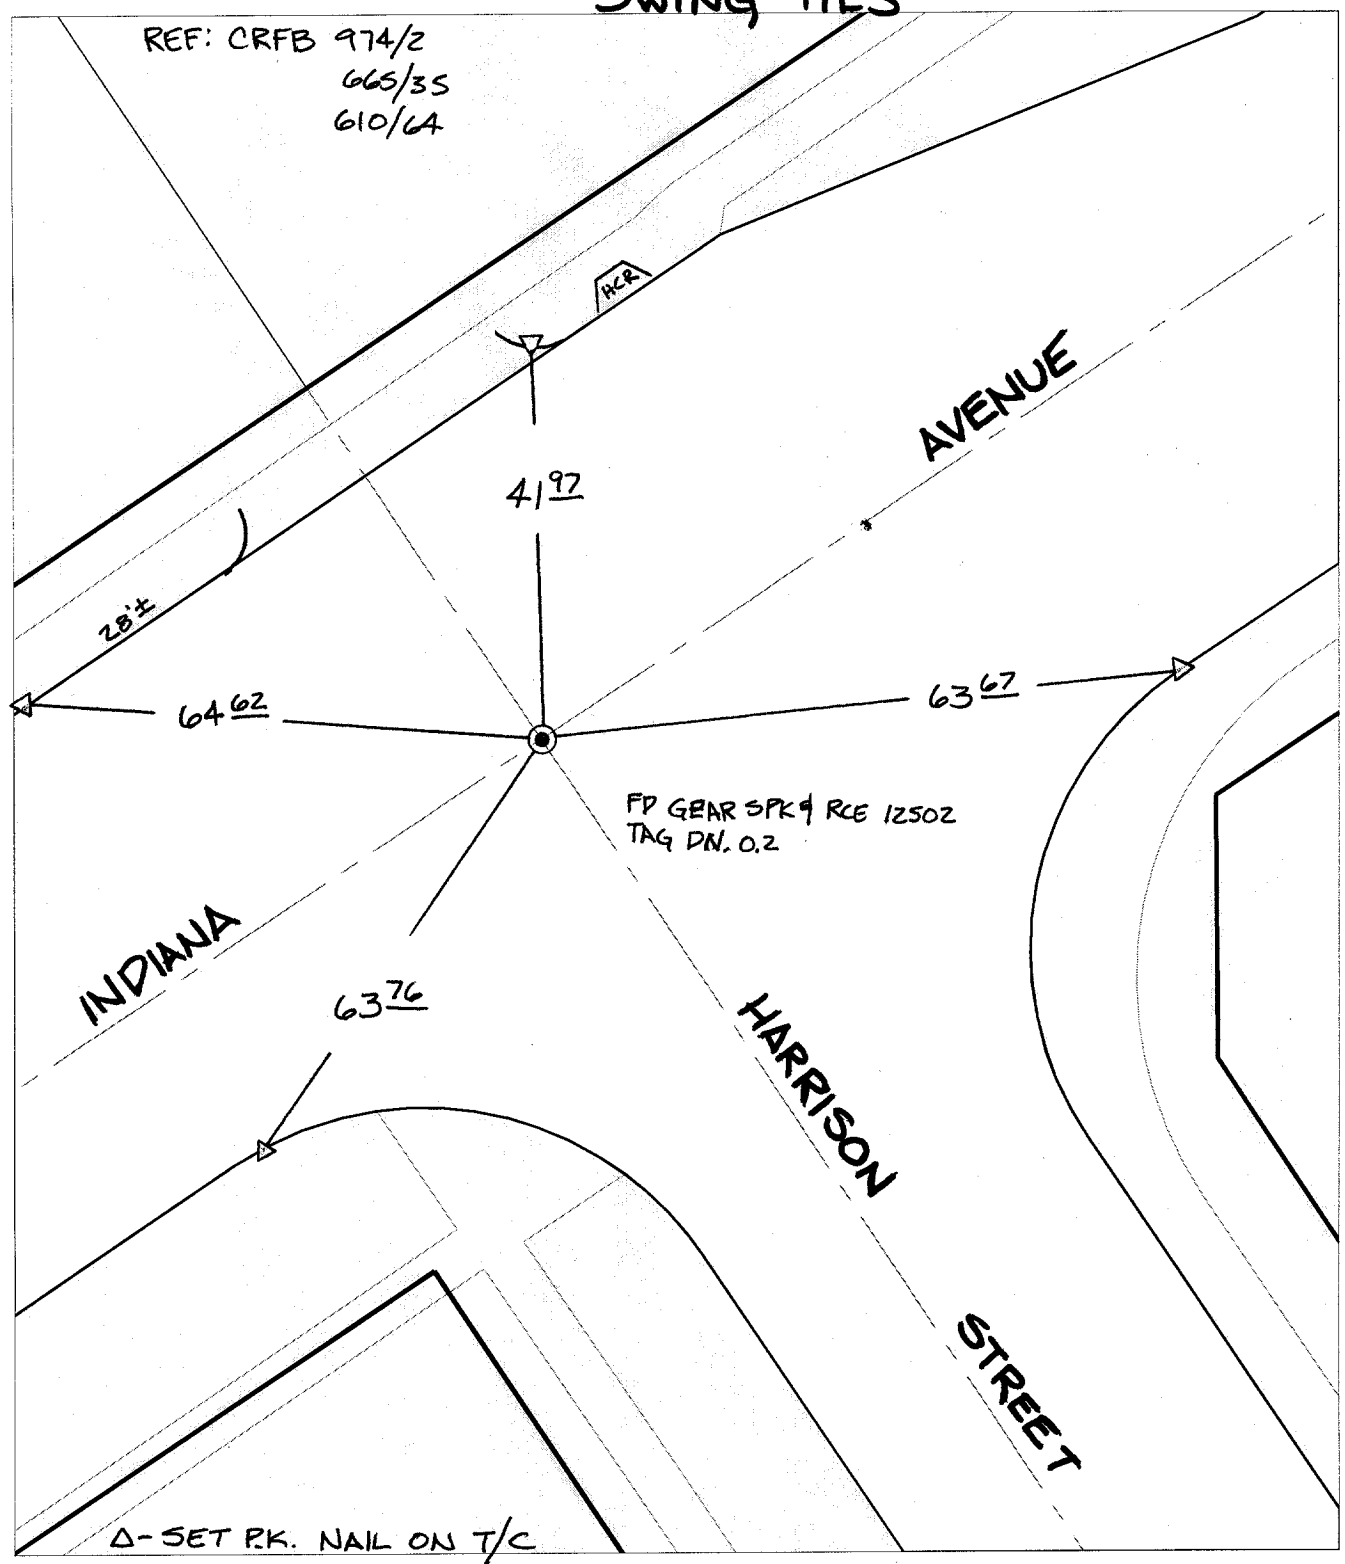 SWING TIES
REF: CRFB 974/2
665/35
610/64
HCR
AVENUE
41 97
28'±
64 62
63 67
FD GEAR SPK & RCE 12502
TAG DN. 0.2
INDIANA
63 76
HARRISON
STREET
Δ-SET P.K. NAIL ON T/C